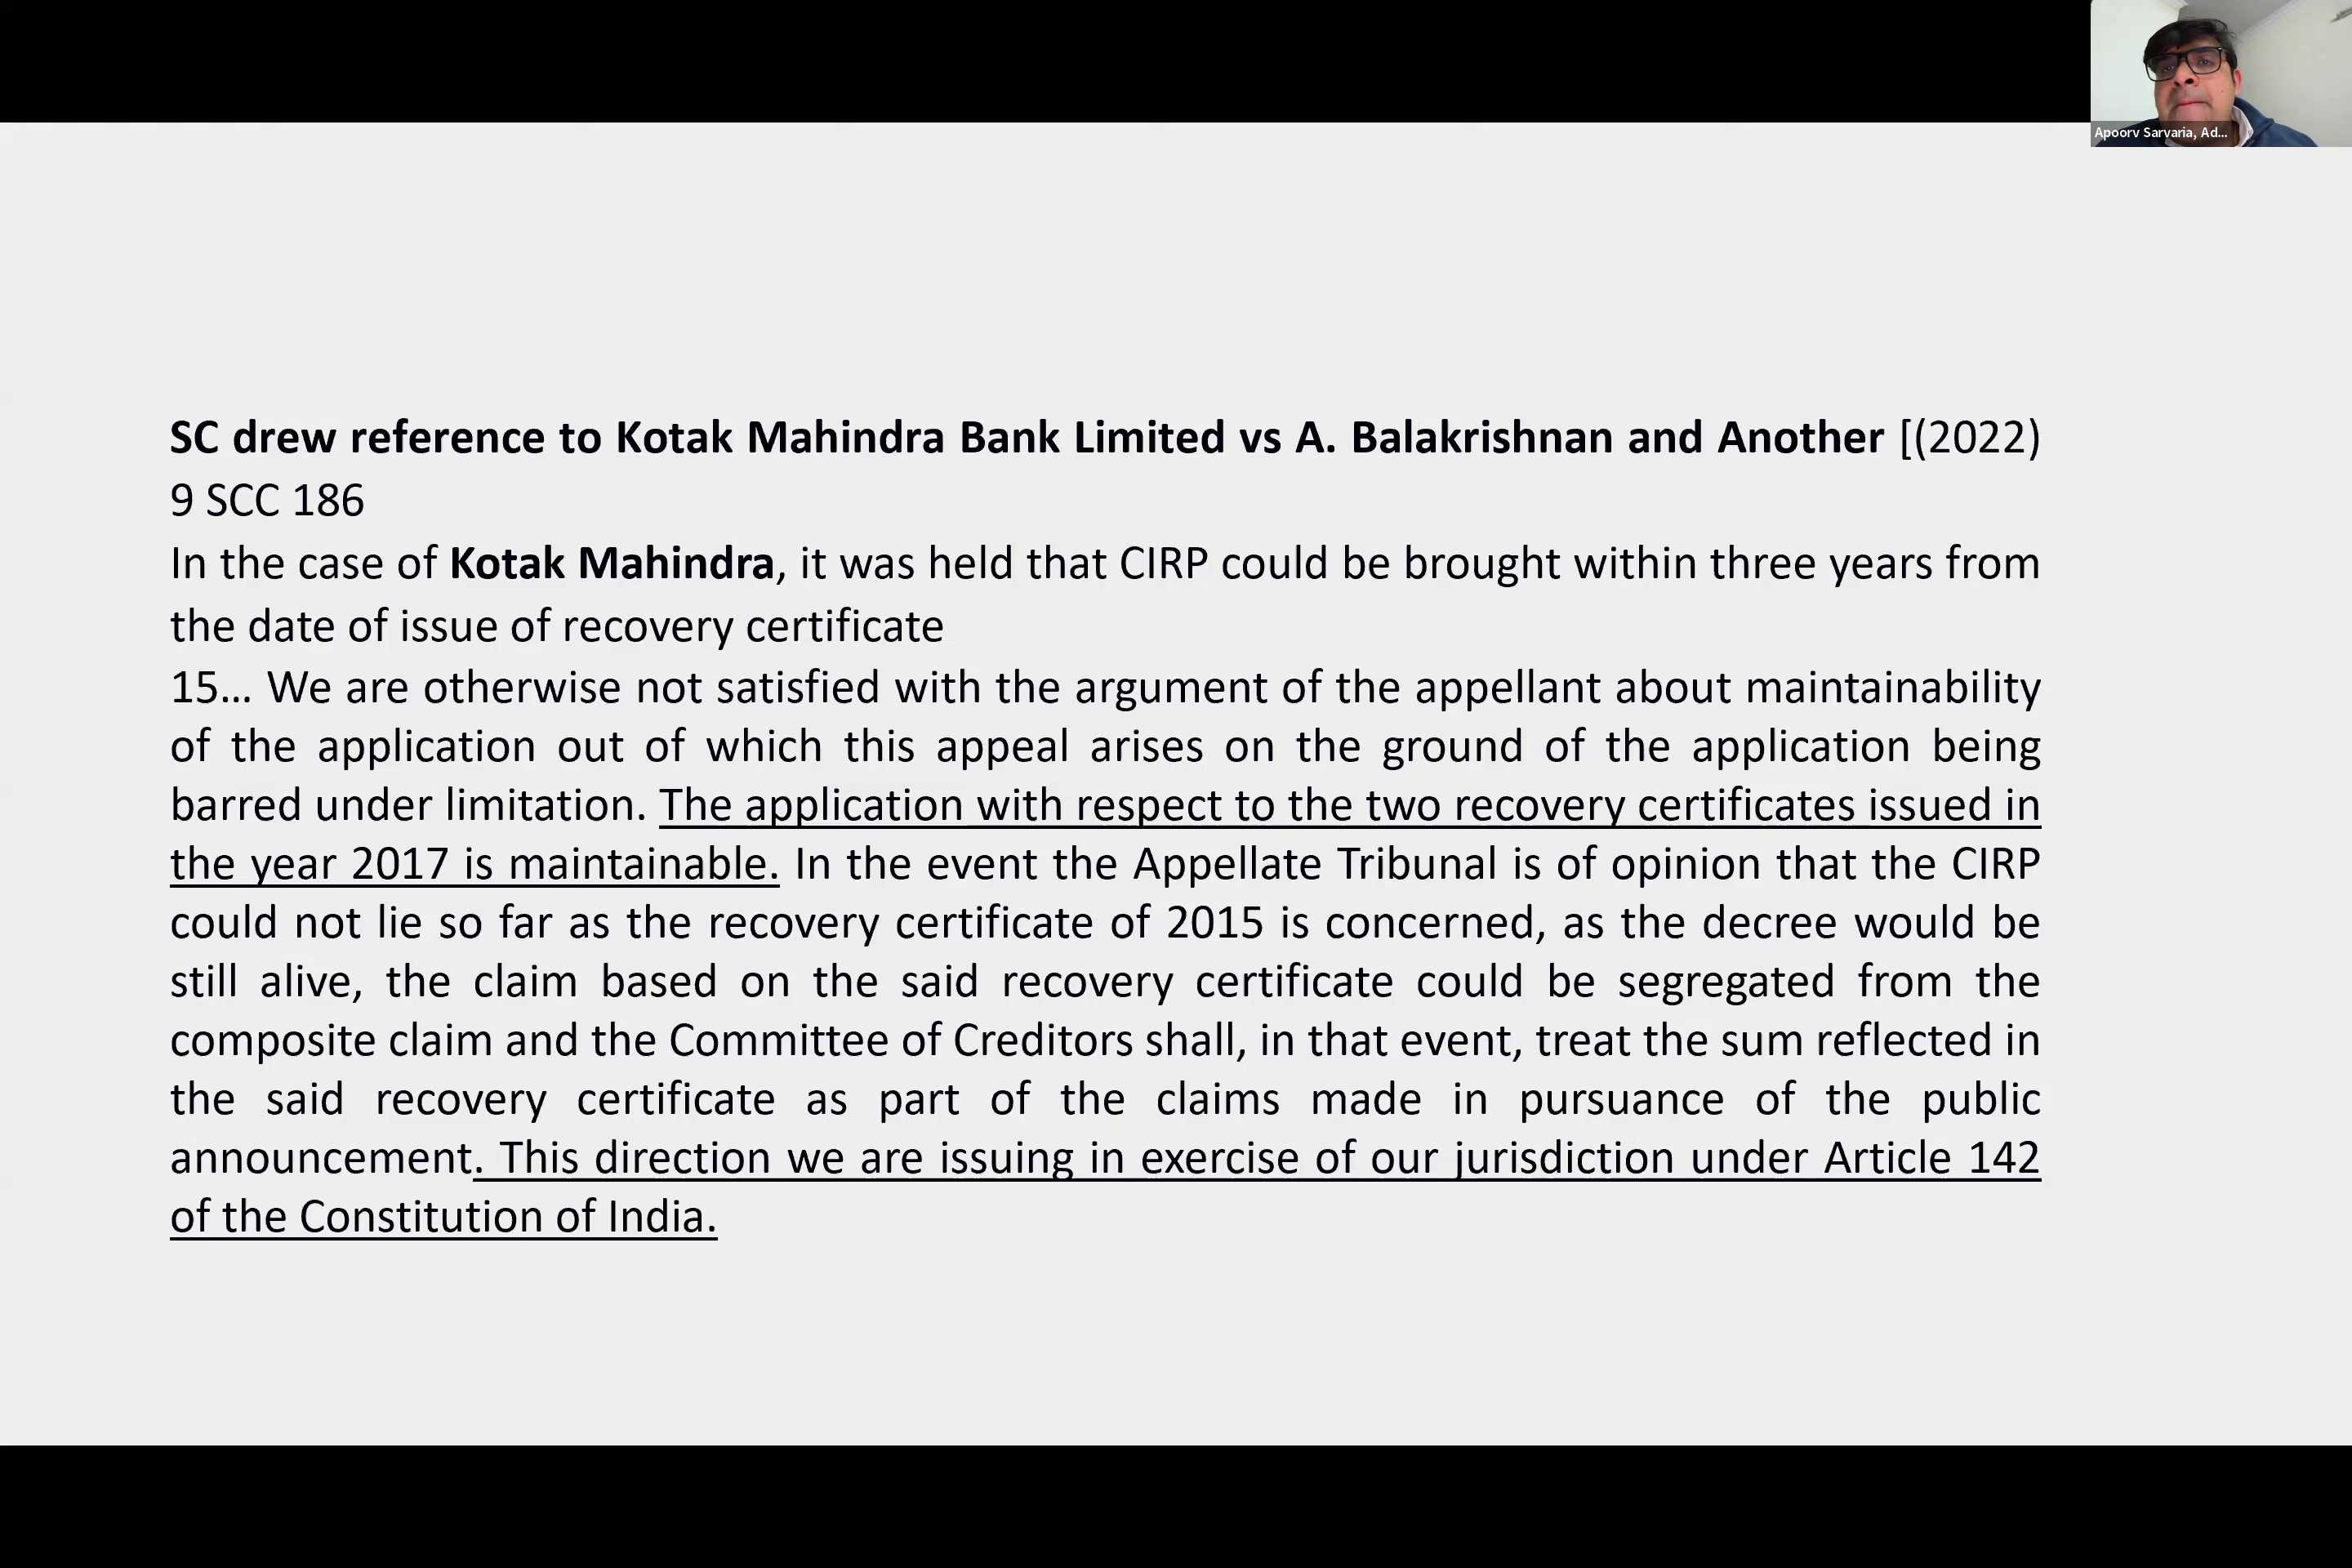 Apoorv Sarvaria, Ad...
SC drew reference to Kotak Mahindra Bank Limited vs A. Balakrishnan and Another [(2022)
9 SCC 186
In the case of Kotak Mahindra, it was held that CIRP could be brought within three years from
the date of issue of recovery certificate
15... We are otherwise not satisfied with the argument of the appellant about maintainability
of the application out of which this appeal arises on the ground of the application being
barred under limitation. The application with respect to the two recovery certificates issued in
the year 2017 is maintainable. In the event the Appellate Tribunal is of opinion that the CIRP
could not lie so far as the recovery certificate of 2015 is concerned, as the decree would be
still alive, the claim based on the said recovery certificate could be segregated from the
composite claim and the Committee of Creditors shall, in that event, treat the sum reflected in
the said recovery certificate as part of the claims made in pursuance of the public
announcement. This direction we are issuing in exercise of our jurisdiction under Article 142
of the Constitution of India.